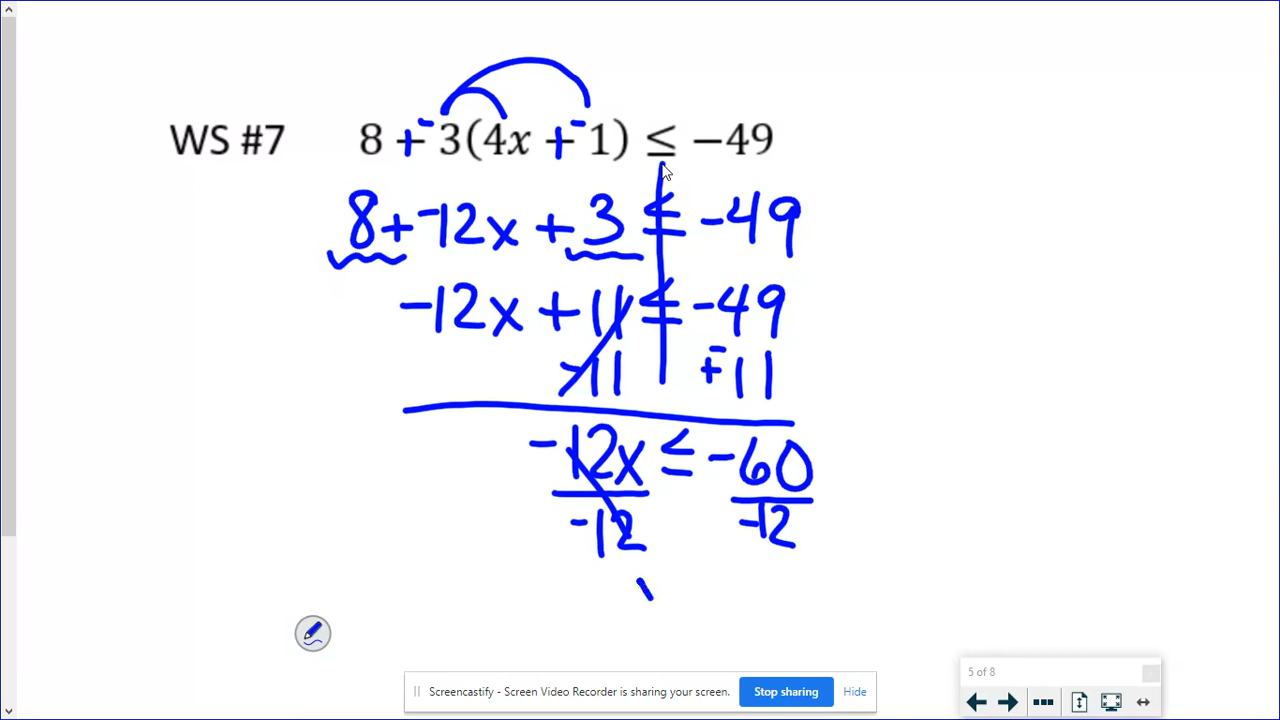 WS #7 8 + -3(4x + -1) ≤ -49
8 + -12x + 3 ≤ -49
-12x + 11 ≤ -49
-11 + -11
-12x ≤ -60
-12 -12
5 of 8
Screencastify - Screen Video Recorder is sharing your screen. Stop sharing Hide